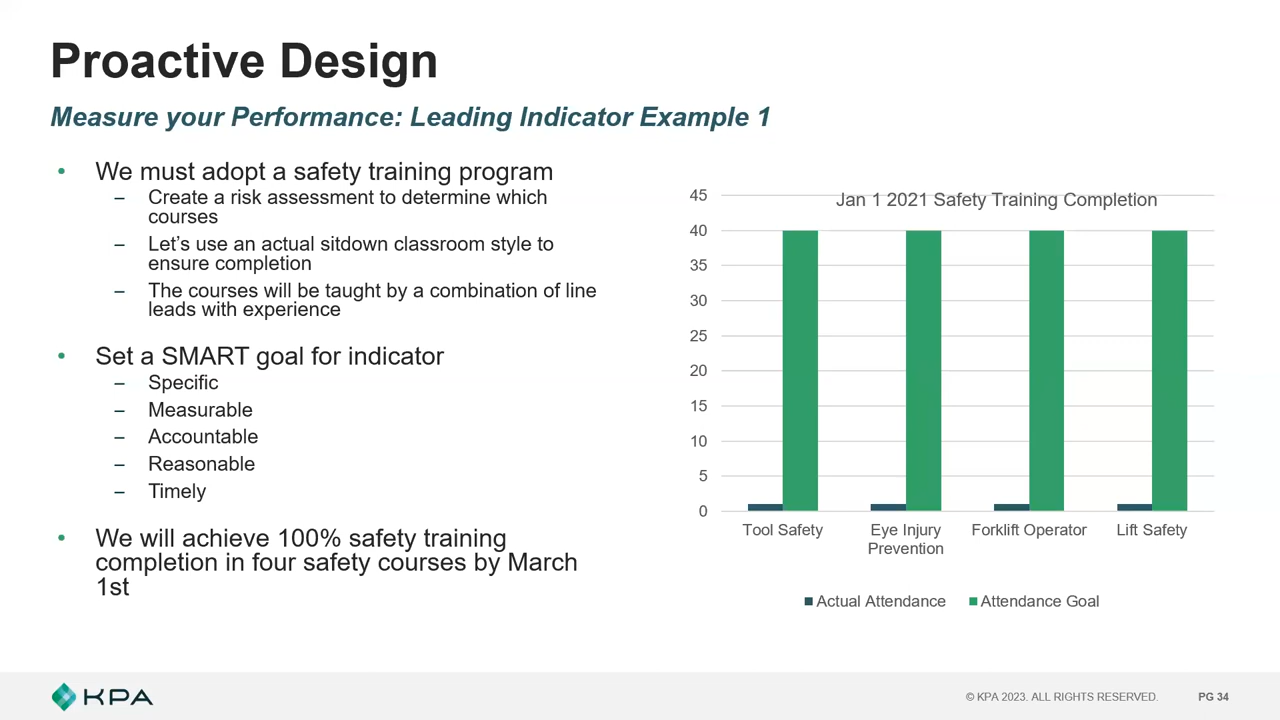 Proactive Design
Measure your Performance: Leading Indicator Example 1
• We must adopt a safety training program
– Create a risk assessment to determine which
courses
– Let's use an actual sitdown classroom style to
ensure completion
– The courses will be taught by a combination of line
leads with experience
• Set a SMART goal for indicator
– Specific
– Measurable
– Accountable
– Reasonable
– Timely
• We will achieve 100% safety training
completion in four safety courses by March
1st
Jan 1 2021 Safety Training Completion
45
40
35
30
25
20
15
10
5
0
Tool Safety
Eye Injury
Prevention
Forklift Operator
Lift Safety
Actual Attendance
Attendance Goal
KPA
© KPA 2023. ALL RIGHTS RESERVED.
PG 34